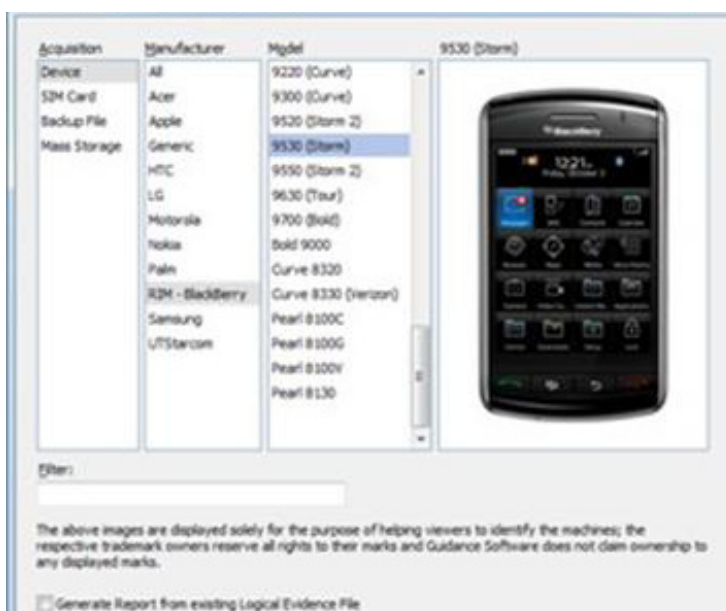 Acquisition
Device
SIM Card
Backup File
Mass Storage
Manufacturer
All
Acer
Apple
Generic
HTC
LG
Motorola
Nokia
Palm
RIM - BlackBerry
Samsung
UTStarcom
Model
9220 (Curve)
9300 (Curve)
9520 (Storm 2)
9530 (Storm)
9550 (Storm 2)
9630 (Tour)
9700 (Bold)
Bold 9000
Curve 8320
Curve 8330 (Verizon)
Pearl 8100C
Pearl 8100G
Pearl 8100V
Pearl 8130
9530 (Storm)
BlackBerry
12:21
Filter:
The above images are displayed solely for the purpose of helping viewers to identify the machines; the
respective trademark owners reserve all rights to their marks and Guidance Software does not claim ownership to
any displayed marks.
Generate Report from existing Logical Evidence File